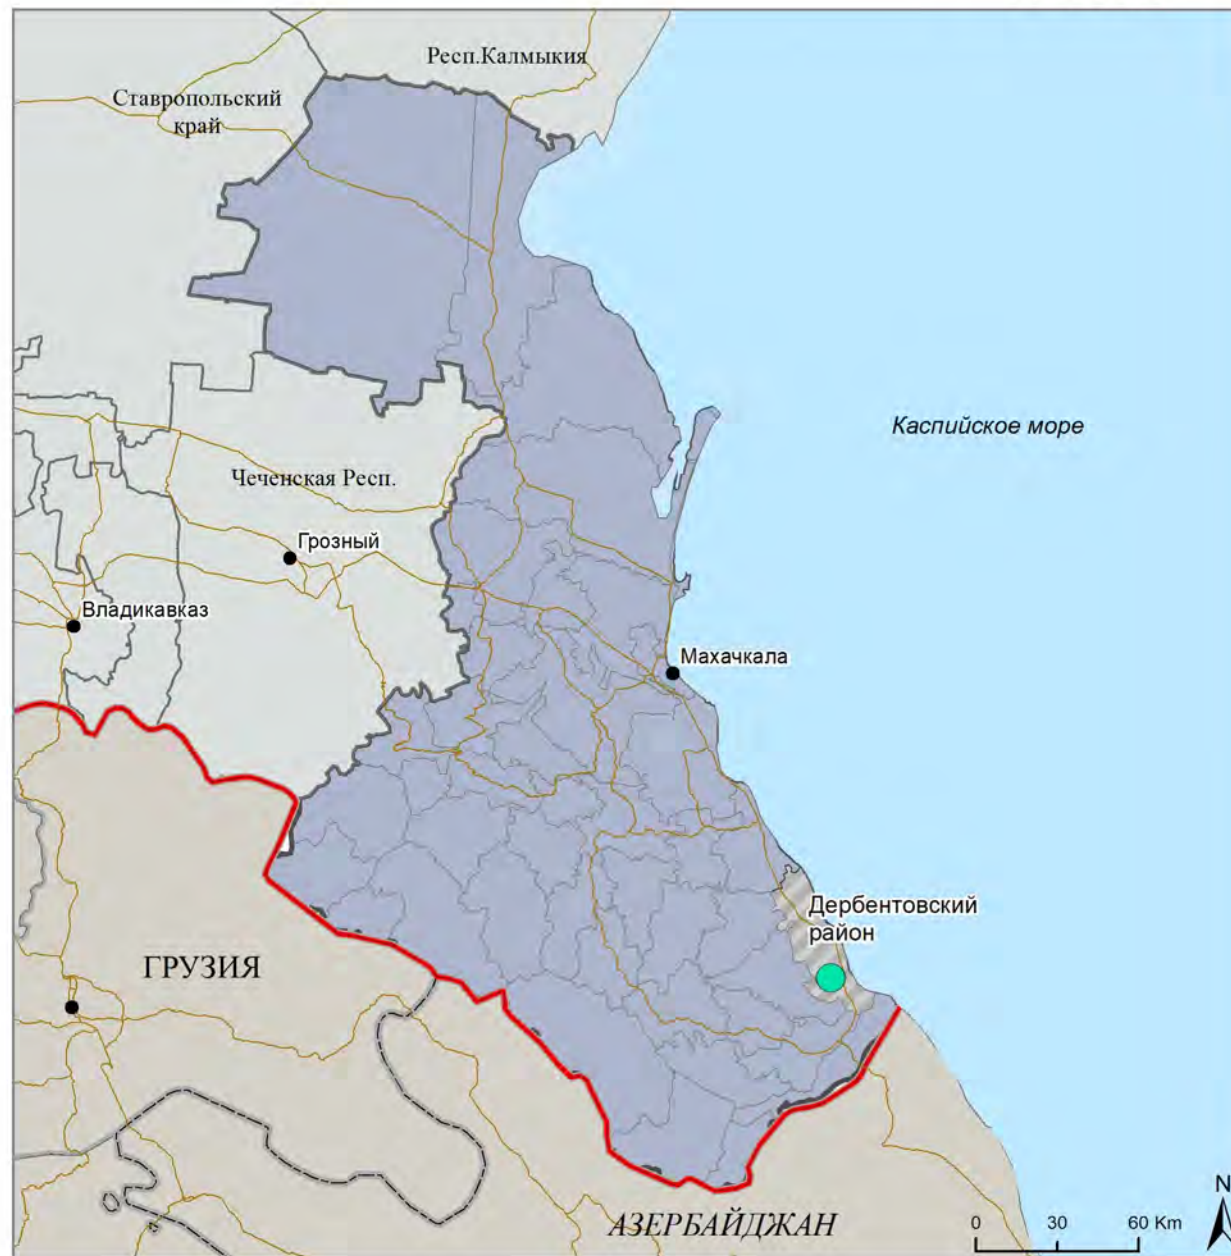 Респ.Калмыкия
Ставропольский
край
Каспийское море
Чеченская Респ.
Грозный
Владикавказ
Махачкала
Дербентовский
район
ГРУЗИЯ
АЗЕРБАЙДЖАН
N
0 30 60 Km